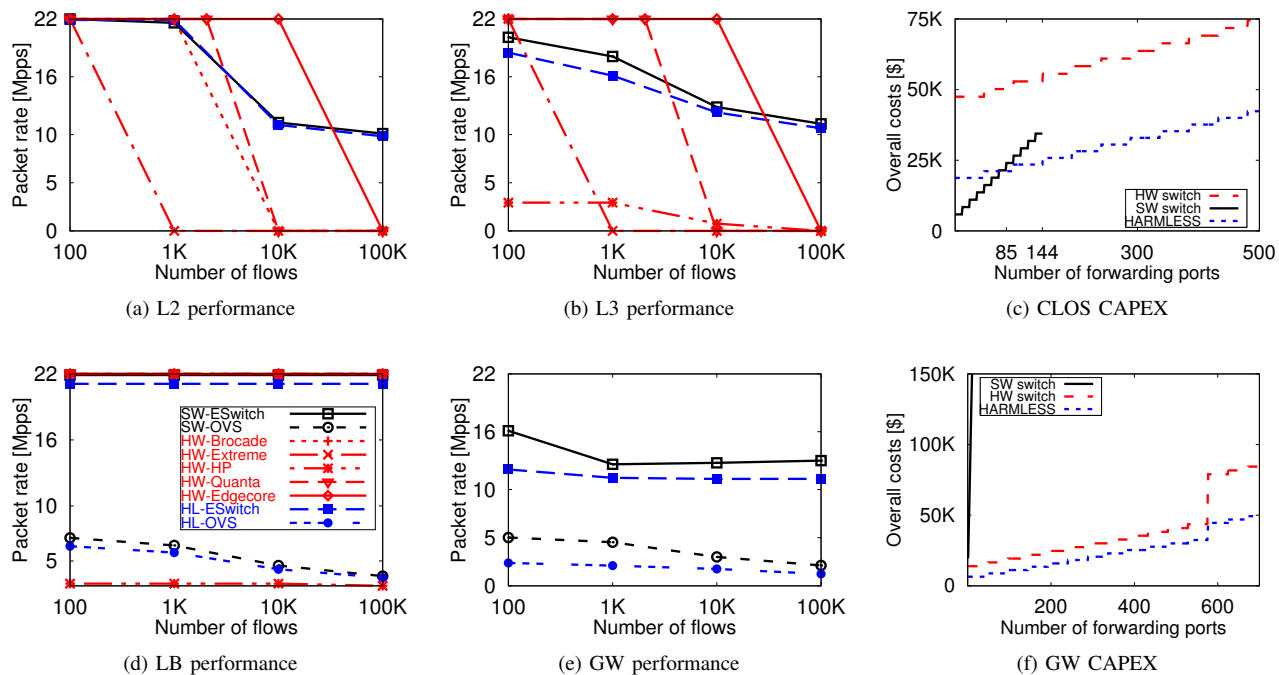 22
16
10
5
0
Packet rate [Mpps]
100 1K 10K 100K
Number of flows
(a) L2 performance
22
16
10
5
0
Packet rate [Mpps]
100 1K 10K 100K
Number of flows
(b) L3 performance
75K
50K
25K
0
Overall costs [$]
HW switch
SW switch
HARMLESS
85 144 300 500
Number of forwarding ports
(c) CLOS CAPEX
22
16
10
5
Packet rate [Mpps]
SW-ESwitch
SW-OVS
HW-Brocade
HW-Extreme
HW-HP
HW-Quanta
HW-Edgecore
HL-ESwitch
HL-OVS
100 1K 10K 100K
Number of flows
(d) LB performance
22
16
10
5
0
Packet rate [Mpps]
100 1K 10K 100K
Number of flows
(e) GW performance
150K
100K
50K
0
Overall costs [$]
SW switch
HW switch
HARMLESS
200 400 600
Number of forwarding ports
(f) GW CAPEX